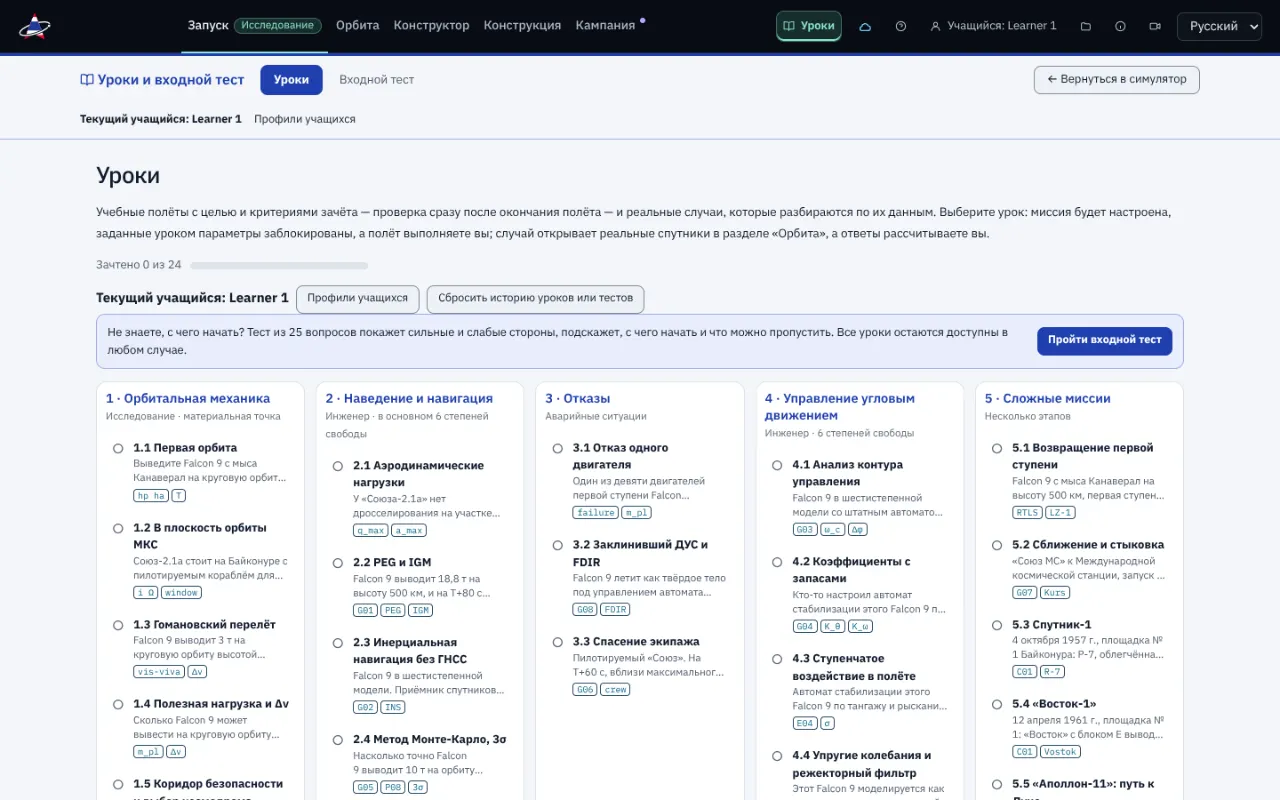 Запуск Исследование Орбита Конструктор Конструкция Кампания Уроки Учащийся: Learner 1 Русский
Уроки и входной тест Уроки Входной тест ← Вернуться в симулятор
Текущий учащийся: Learner 1 Профили учащихся
Уроки
Учебные полёты с целью и критериями зачёта — проверка сразу после окончания полёта — и реальные случаи, которые разбираются по их данным. Выберите урок: миссия будет настроена,
заданные уроком параметры заблокированы, а полёт выполняете вы; случай открывает реальные спутники в разделе «Орбита», а ответы рассчитываете вы.
Зачтено 0 из 24
Текущий учащийся: Learner 1 Профили учащихся Сбросить историю уроков или тестов
Не знаете, с чего начать? Тест из 25 вопросов покажет сильные и слабые стороны, подскажет, с чего начать и что можно пропустить. Все уроки остаются доступны в
любом случае.
Пройти входной тест
1 · Орбитальная механика
Исследование · материальная точка
1.1 Первая орбита
Выведите Falcon 9 с мыса
Канаверал на круговую орбит...
hp ha T
1.2 В плоскость орбиты
МКС
Союз-2.1а стоит на Байконуре с
пилотируемым кораблём для...
i Ω window
1.3 Гомановский перелёт
Falcon 9 выводит 3 т на
круговую орбиту высотой...
vis-viva Δv
1.4 Полезная нагрузка и Δv
Сколько Falcon 9 может
вывести на круговую орбиту...
m_pl Δv
1.5 Коридор безопасности
2 · Наведение и навигация
Инженер · в основном 6 степеней
свободы
2.1 Аэродинамические
нагрузки
У «Союза-2.1а» нет
дросселирования на участке...
q_max a_max
2.2 PEG и IGM
Falcon 9 выводит 18,8 т на
высоту 500 км, и на T+80 с...
G01 PEG IGM
2.3 Инерциальная
навигация без ГНСС
Falcon 9 в шестистепенной
модели. Приёмник спутников...
G02 INS
2.4 Метод Монте-Карло, 3σ
Насколько точно Falcon
9 выводит 10 т на орбиту...
G05 P08 3σ
3 · Отказы
Аварийные ситуации
3.1 Отказ одного
двигателя
Один из девяти двигателей
первой ступени Falcon...
failure m_pl
3.2 Заклинивший ДУС и
FDIR
Falcon 9 летит как твёрдое тело
под управлением автомата...
G08 FDIR
3.3 Спасение экипажа
Пилотируемый «Союз». На
T+60 с, вблизи максимальног...
G06 crew
4 · Управление угловым
движением
Инженер · 6 степеней свободы
4.1 Анализ контура
управления
Falcon 9 в шестистепенной
модели со штатным автомато...
G03 ω_c Δφ
4.2 Коэффициенты с
запасами
Кто-то настроил автомат
стабилизации этого Falcon 9 п...
G04 K_θ K_ω
4.3 Ступенчатое
воздействие в полёте
Автомат стабилизации этого
Falcon 9 по тангажу и рыскани...
E04 σ
4.4 Упругие колебания и
режекторный фильтр
Этот Falcon 9 моделируется как
5 · Сложные миссии
Несколько этапов
5.1 Возвращение первой
ступени
Falcon 9 с мыса Канаверал на
высоту 500 км, первая ступен...
RTLS LZ-1
5.2 Сближение и стыковка
«Союз МС» к Международной
космической станции, запуск ...
G07 Kurs
5.3 Спутник-1
4 октября 1957 г., площадка №
1 Байконура: Р-7, облегчённа...
C01 R-7
5.4 «Восток-1»
12 апреля 1961 г., площадка №
1: «Восток» с блоком Е вывод...
C01 Vostok
5.5 «Аполлон-11»: путь к